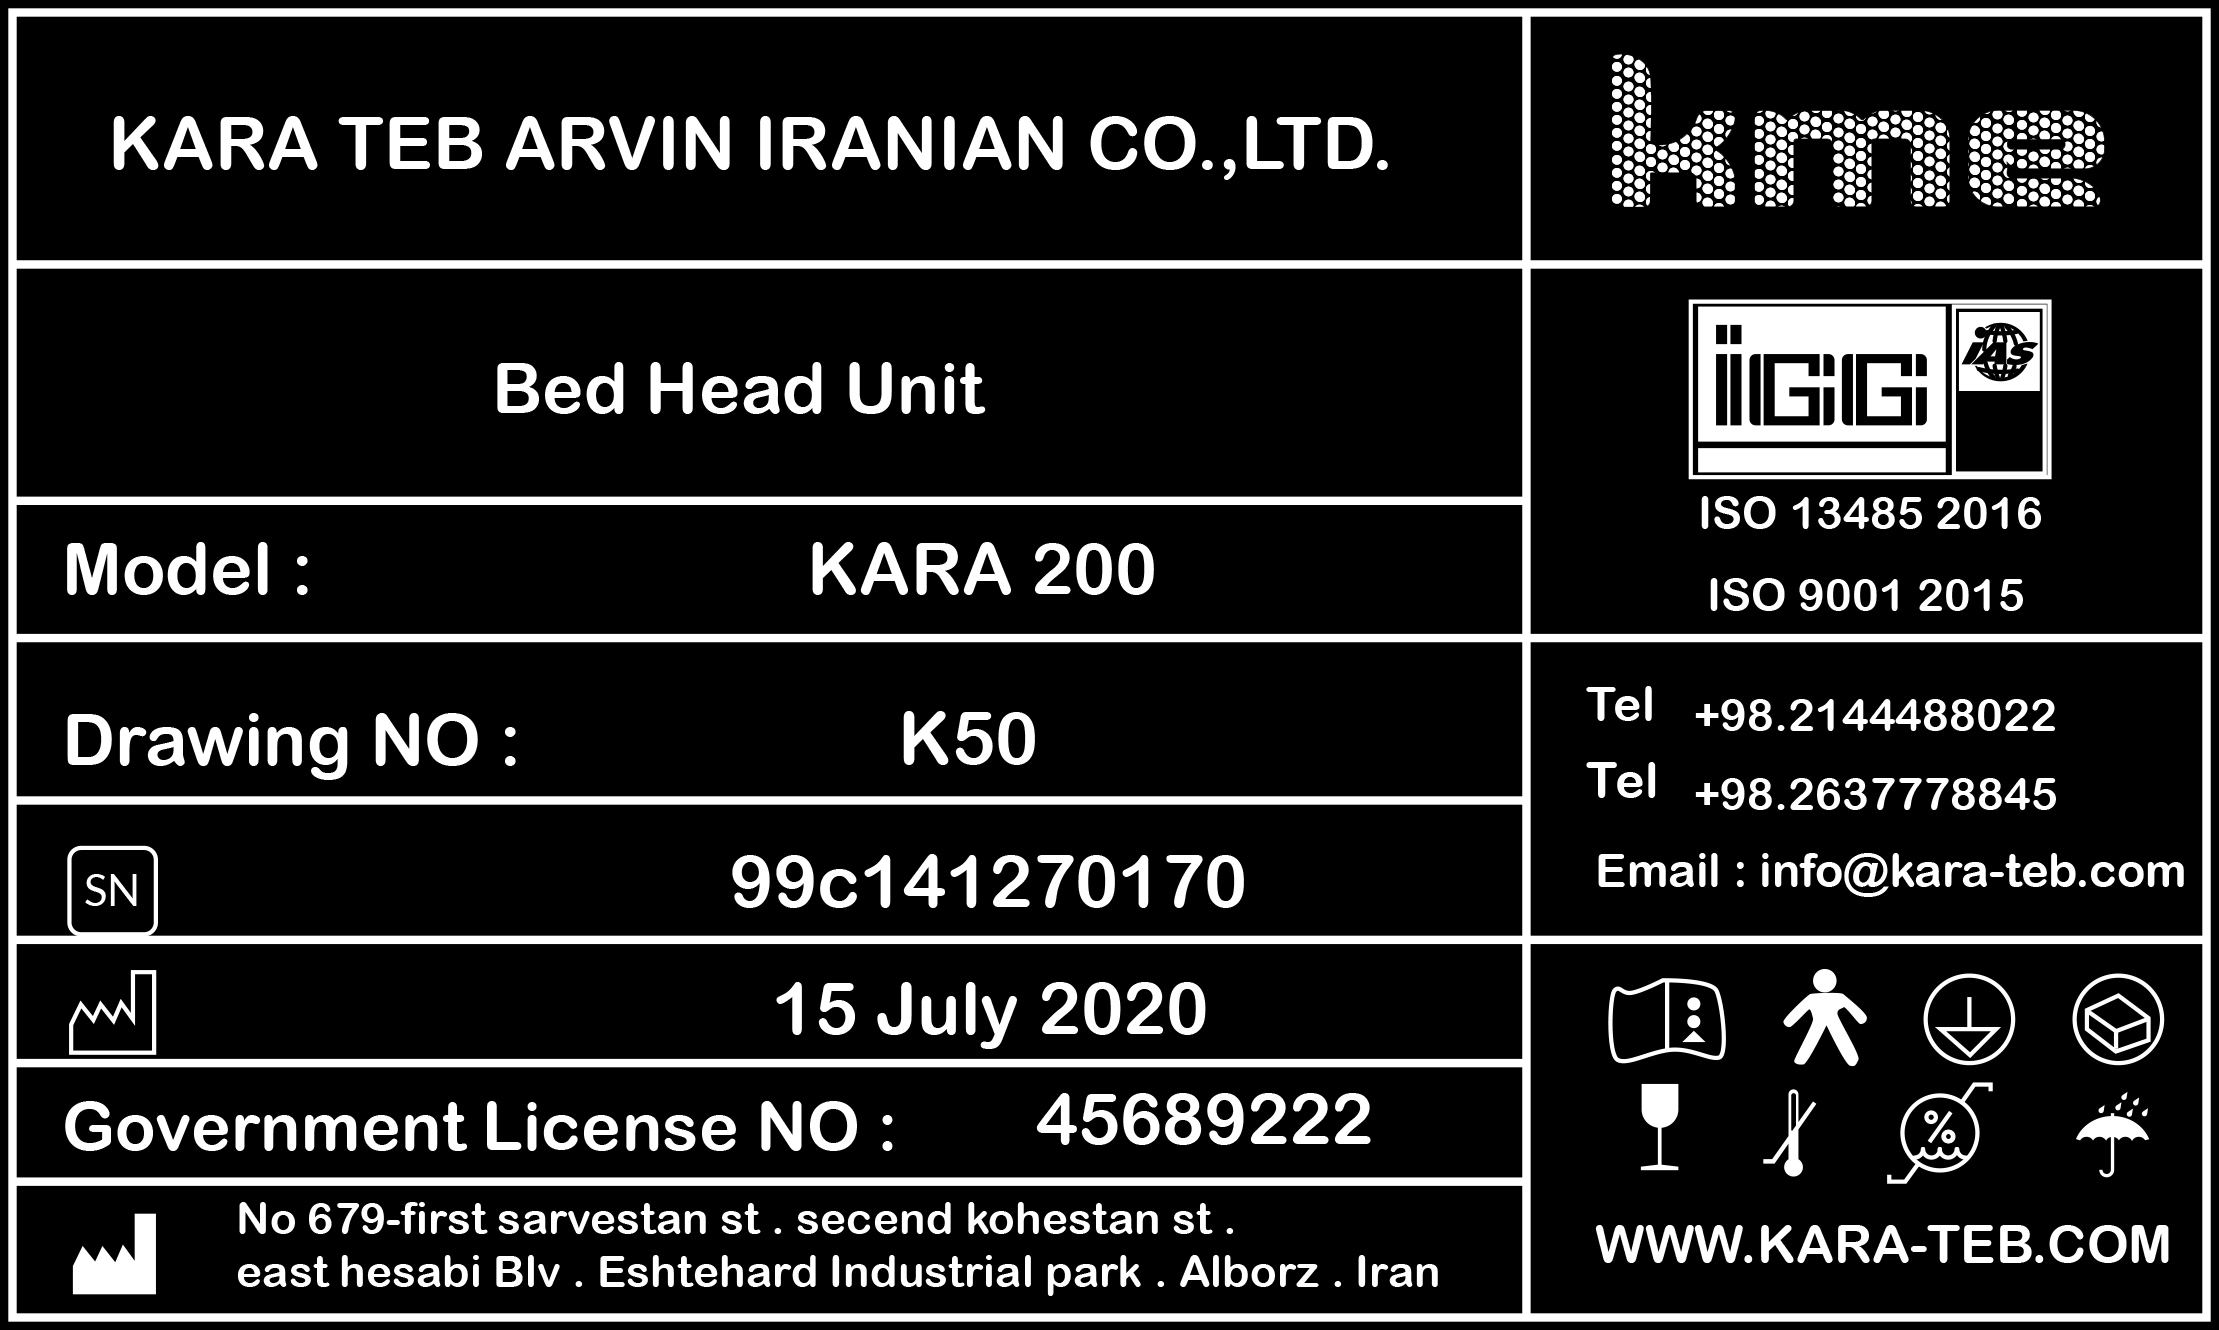 KARA TEB ARVIN IRANIAN CO.,LTD.
kme
Bed Head Unit
iGG
iAS
ISO 13485 2016
ISO 9001 2015
Model : KARA 200
Drawing NO : K50
Tel +98.2144488022
Tel +98.2637778845
Email : info@kara-teb.com
SN 99c141270170
15 July 2020
Government License NO : 45689222
%
No 679-first sarvestan st . secend kohestan st .
east hesabi Blv . Eshtehard Industrial park . Alborz . Iran
WWW.KARA-TEB.COM